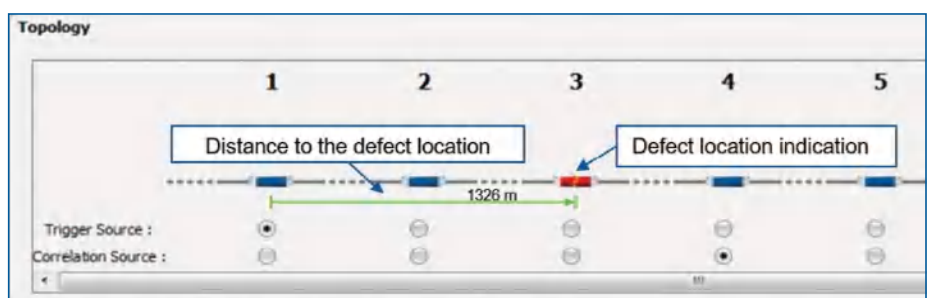 Topology
1 2 3 4 5
Distance to the defect location
Defect location indication
1326 m
Trigger Source :
Correlation Source :